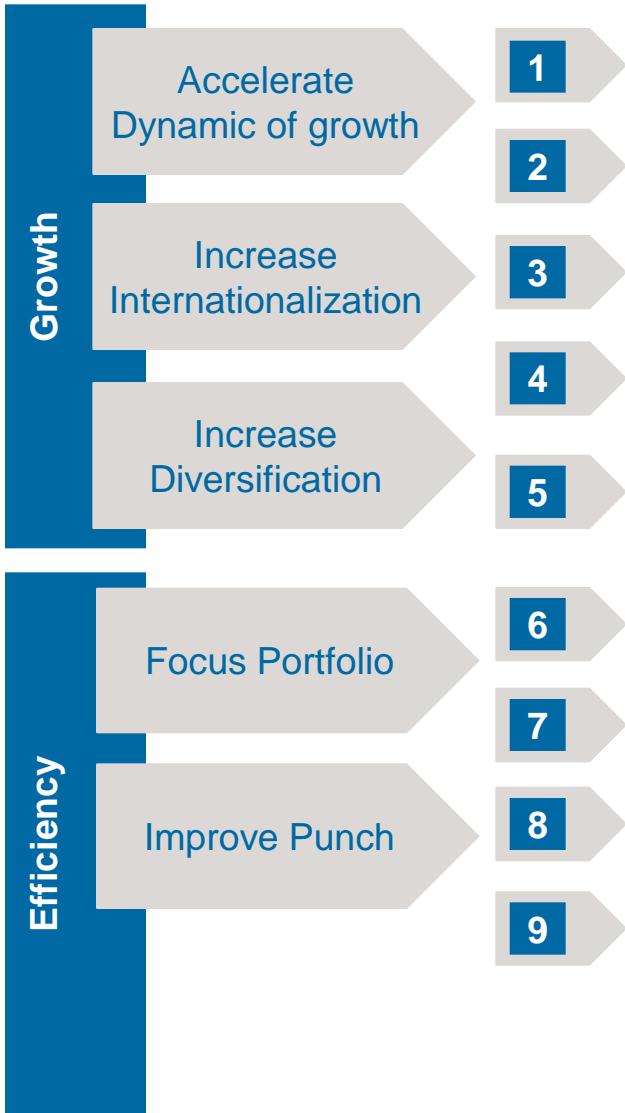 Growth
Accelerate
Dynamic of growth
Increase
Internationalization
Increase
Diversification
1
2
3
4
5
Efficiency
Focus Portfolio
Improve Punch
6
7
8
9